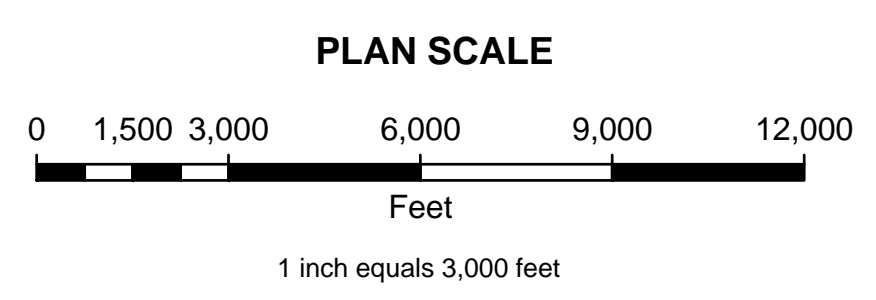 PLAN SCALE
0 1,500 3,000 6,000 9,000 12,000
Feet
1 inch equals 3,000 feet